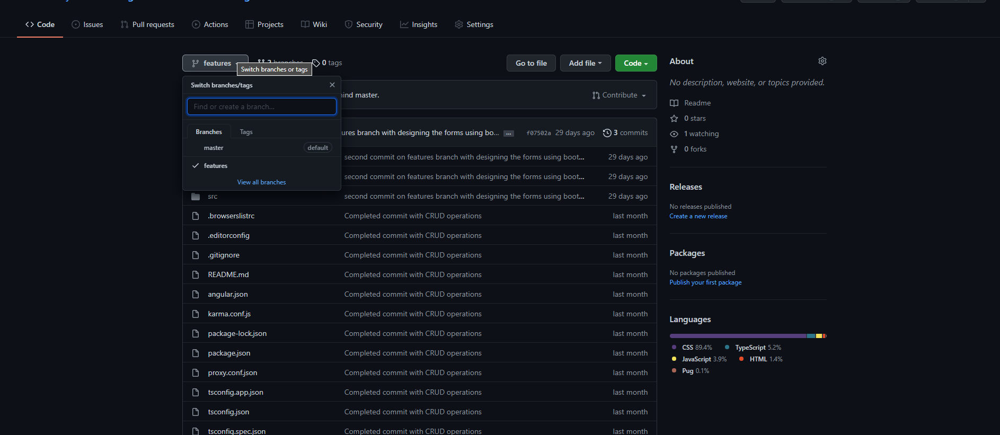 Code Issues Pull requests Actions Projects Wiki Security Insights Settings
features
branches
0 tags
Switch branches or tags
Go to file
Add file
Code
Switch branches/tags
Find or create a branch...
Branches
Tags
master
default
features
View all branches
ind master.
Contribute
ures branch with designing the forms using bo... ... f07502a 29 days ago 3 commits
second commit on features branch with designing the forms using boot... 29 days ago
second commit on features branch with designing the forms using boot... 29 days ago
src second commit on features branch with designing the forms using boot... 29 days ago
.browserslistrc Completed commit with CRUD operations last month
.editorconfig Completed commit with CRUD operations last month
.gitignore Completed commit with CRUD operations last month
README.md Completed commit with CRUD operations last month
angular.json Completed commit with CRUD operations last month
karma.conf.js Completed commit with CRUD operations last month
package-lock.json Completed commit with CRUD operations last month
package.json Completed commit with CRUD operations last month
proxy.conf.json Completed commit with CRUD operations last month
tsconfig.app.json Completed commit with CRUD operations last month
tsconfig.json Completed commit with CRUD operations last month
tsconfig.spec.json Completed commit with CRUD operations last month
About
No description, website, or topics provided.
Readme
0 stars
1 watching
0 forks
Releases
No releases published
Create a new release
Packages
No packages published
Publish your first package
Languages
CSS 89.4% TypeScript 5.2%
JavaScript 3.9% HTML 1.4%
Pug 0.1%